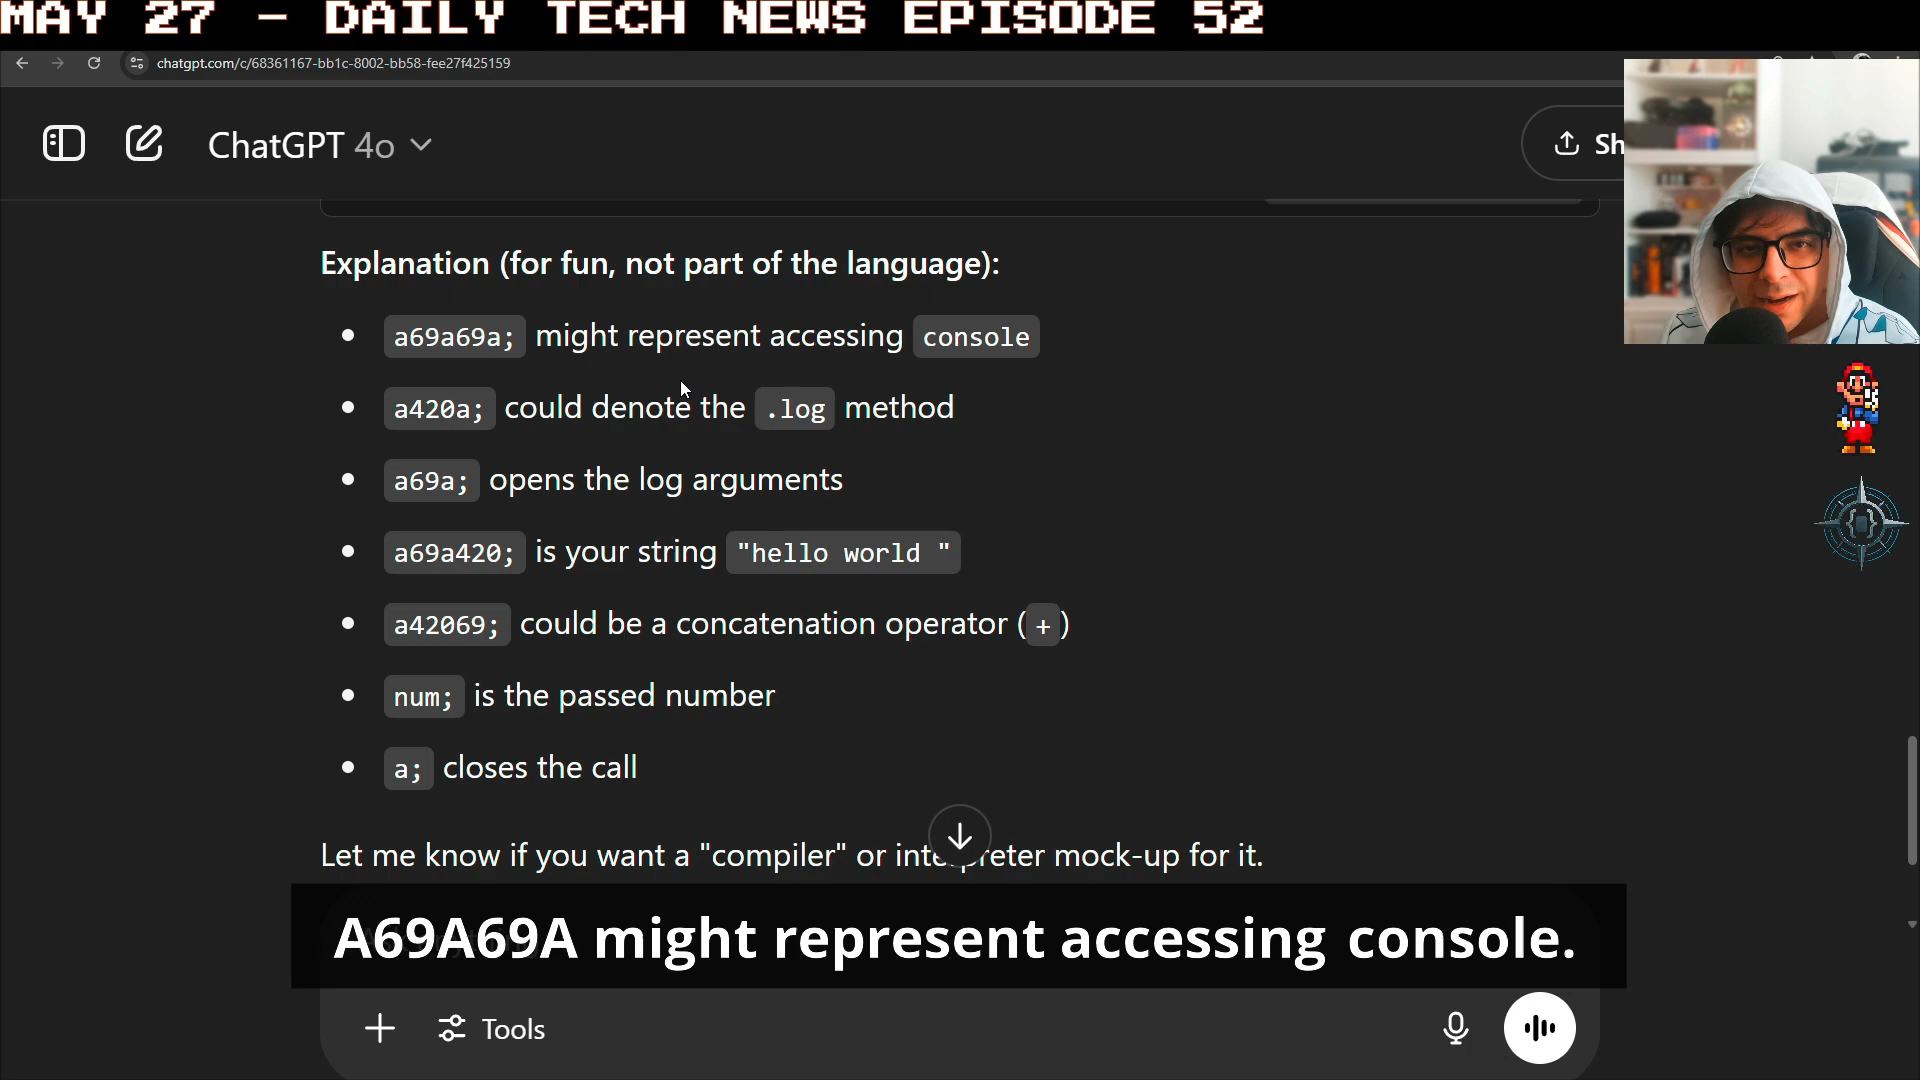 MAY 27 - DAILY TECH NEWS EPISODE 52
chatgpt.com/c/68361167-bb1c-8002-bb58-fee27f425159
ChatGPT 4o
Sh
Explanation (for fun, not part of the language):
• a69a69a; might represent accessing console
• a420a; could denote the .log method
• a69a; opens the log arguments
• a69a420; is your string "hello world "
• a42069; could be a concatenation operator ( + )
• num; is the passed number
• a; closes the call
Let me know if you want a "compiler" or interpreter mock-up for it.
A69A69A might represent accessing console.
Tools